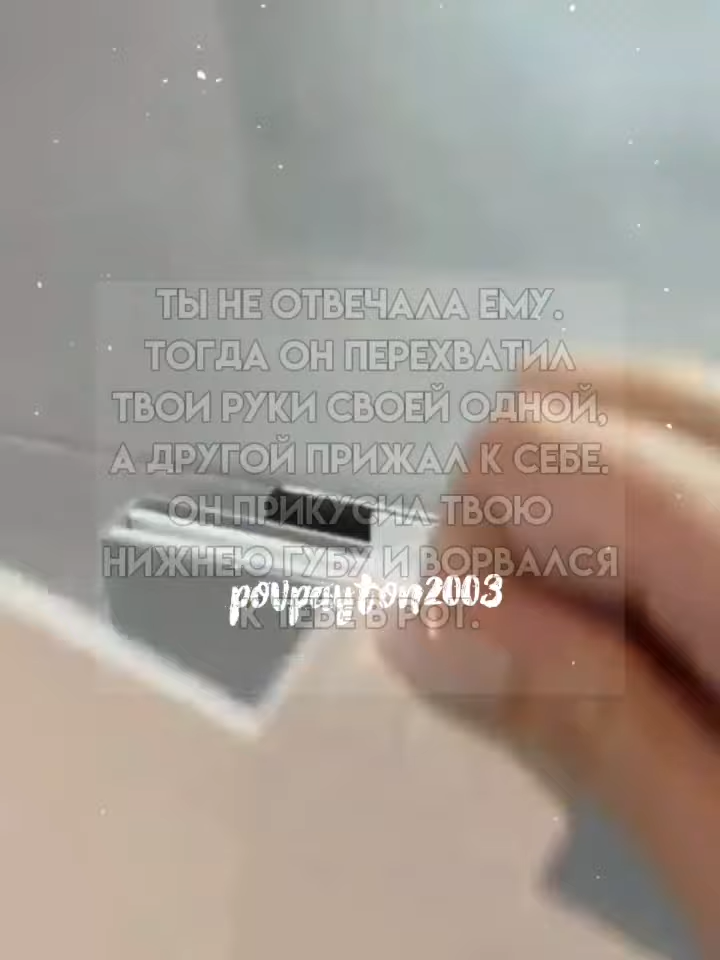 ТЫ НЕ ОТВЕЧАЛА ЕМУ.
ТОГДА ОН ПЕРЕХВАТИЛ
ТВОИ РУКИ СВОЕЙ ОДНОЙ,
А ДРУГОЙ ПРИЖАЛ К СЕБЕ.
ОН ПРИКУСИЛ ТВОЮ
НИЖНЕЮ ГУБУ И ВОРВАЛСЯ
povpayton2003
К ТЕБЕ В РОТ.